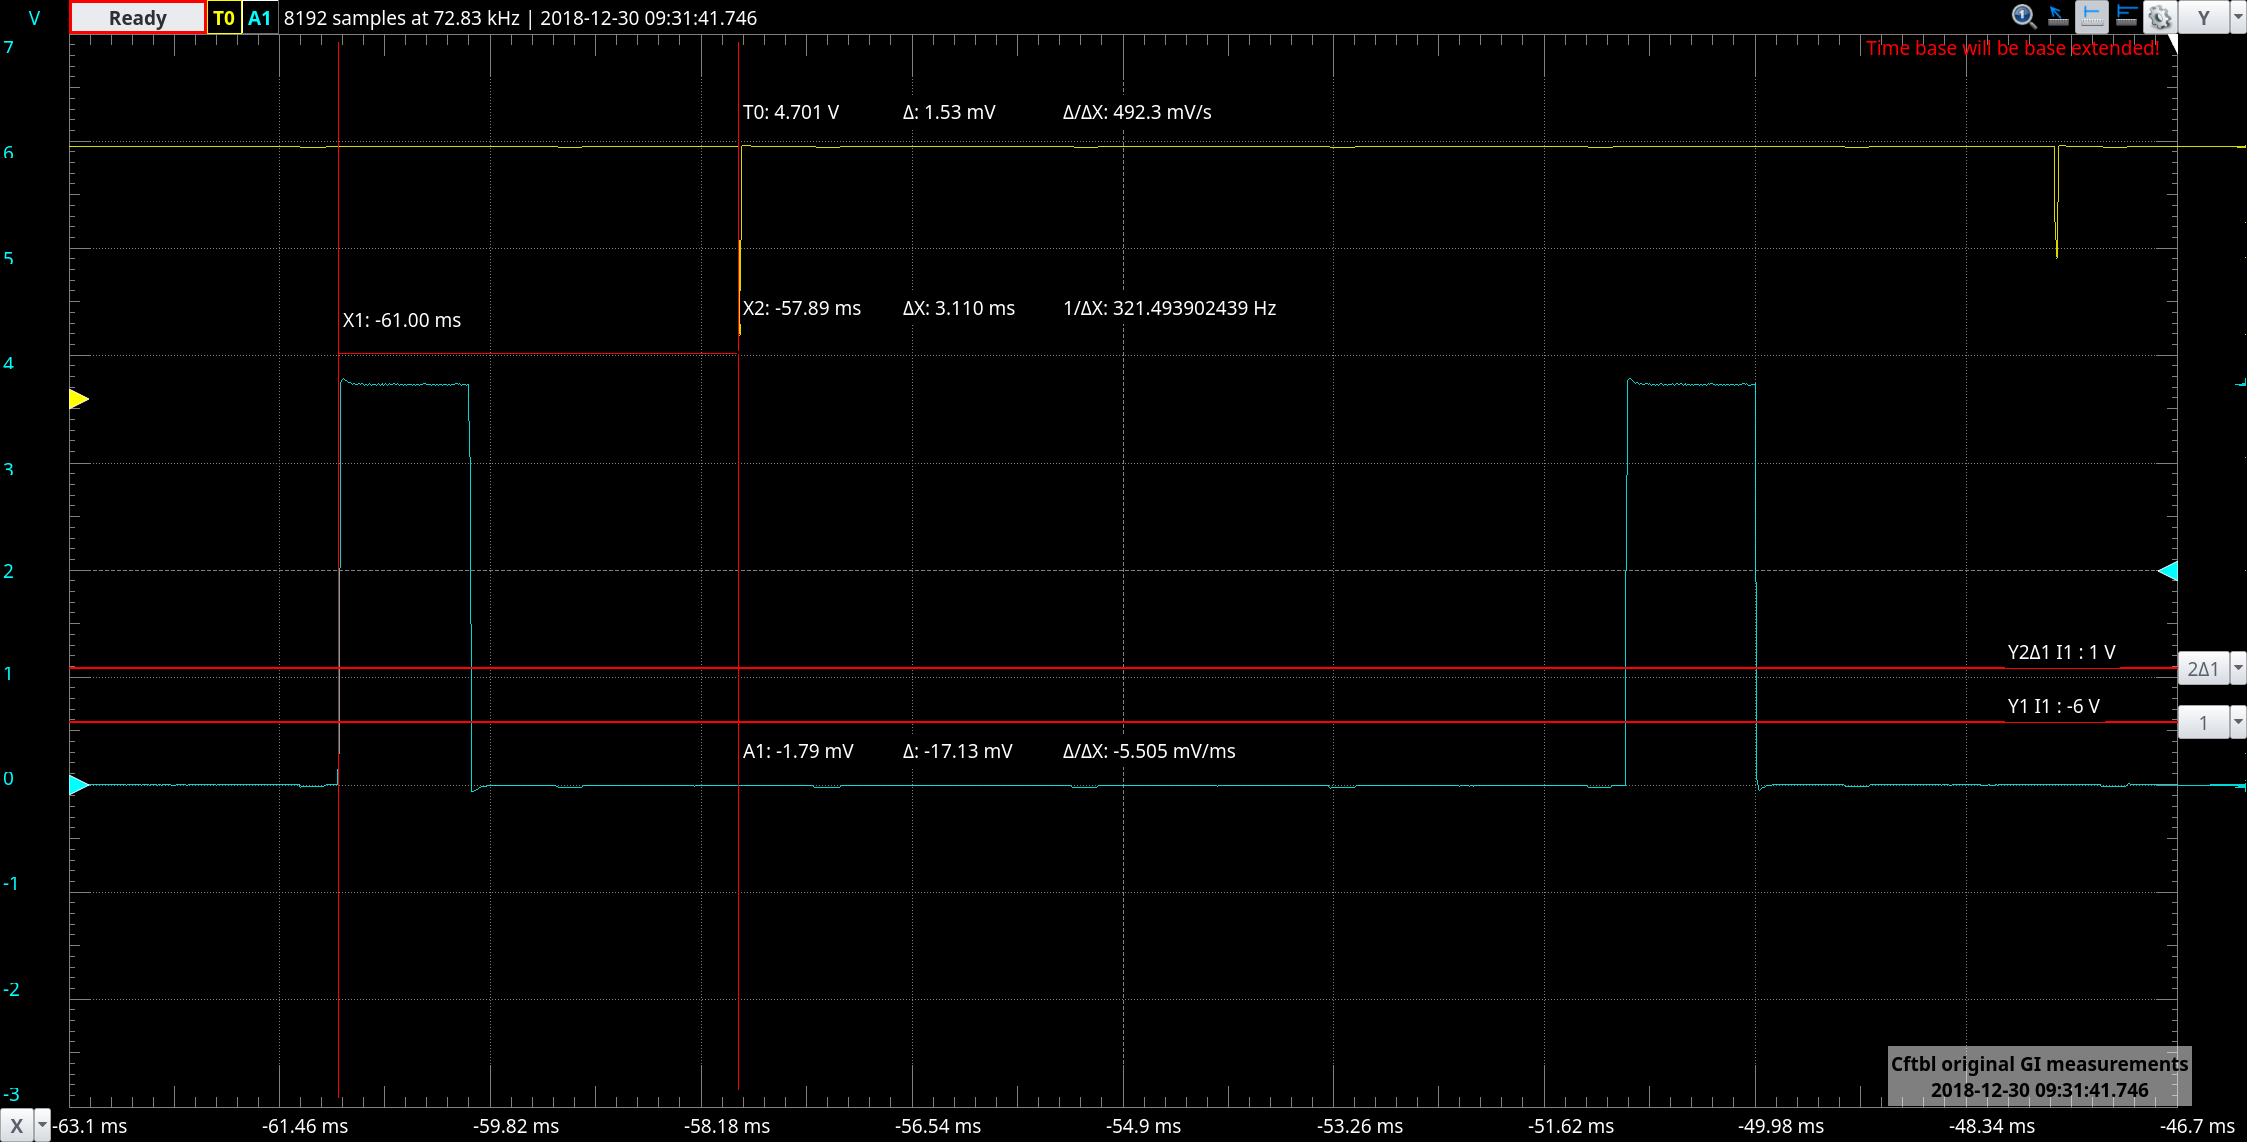 V Ready T0 A1 8192 samples at 72.83 kHz | 2018-12-30 09:31:41.746 1 Y
7
Time base will be base extended!
T0: 4.701 V Δ: 1.53 mV Δ/ΔX: 492.3 mV/s
6
5
X2: -57.89 ms ΔX: 3.110 ms 1/ΔX: 321.493902439 Hz
X1: -61.00 ms
4
3
2
Y2Δ1 I1 : 1 V
1
2Δ1
Y1 I1 : -6 V
1
A1: -1.79 mV Δ: -17.13 mV Δ/ΔX: -5.505 mV/ms
0
-1
-2
Cftbl original GI measurements
2018-12-30 09:31:41.746
-3
X -63.1 ms -61.46 ms -59.82 ms -58.18 ms -56.54 ms -54.9 ms -53.26 ms -51.62 ms -49.98 ms -48.34 ms -46.7 ms